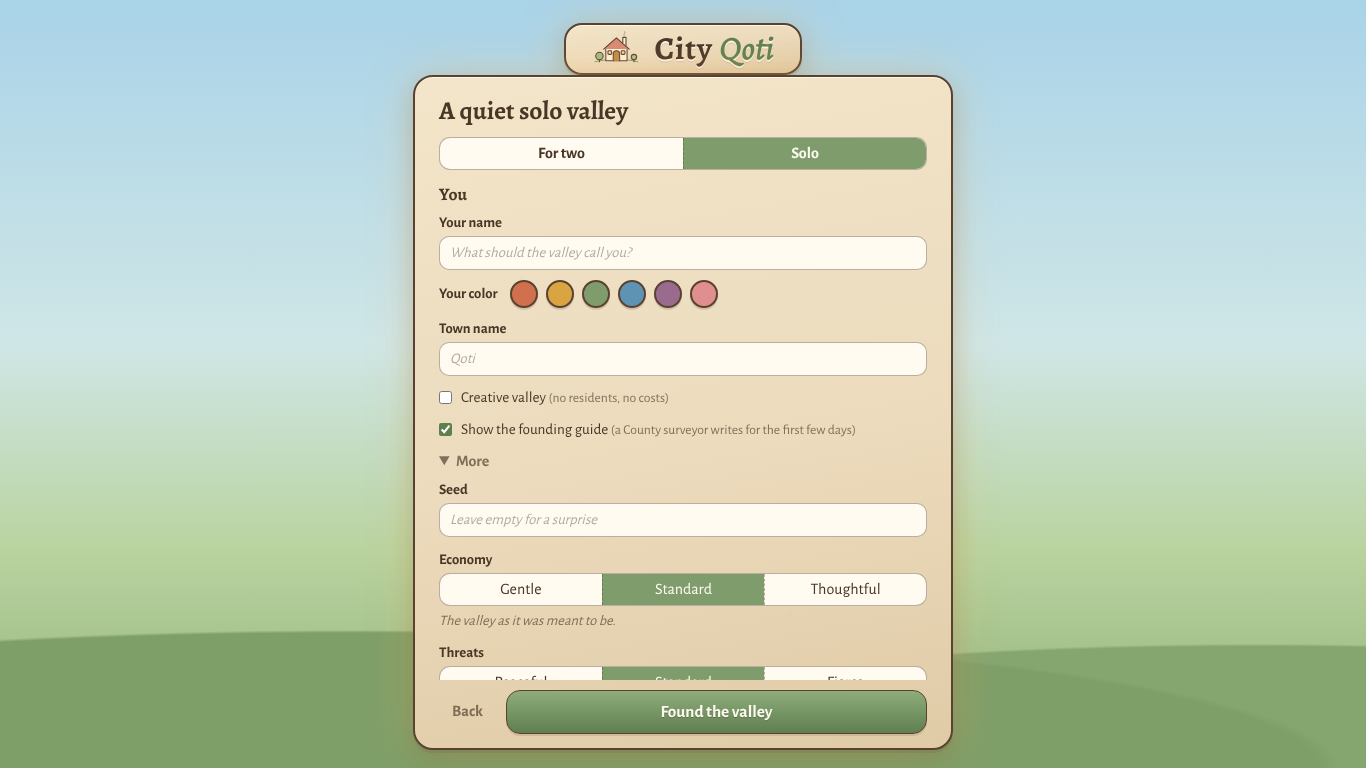 City Qoti
A quiet solo valley
For two
Solo
You
Your name
What should the valley call you?
Your color
Town name
Qoti
Creative valley (no residents, no costs)
Show the founding guide (a County surveyor writes for the first few days)
▼ More
Seed
Leave empty for a surprise
Economy
Gentle
Standard
Thoughtful
The valley as it was meant to be.
Threats
Peaceful
Standard
Fierce
Back
Found the valley